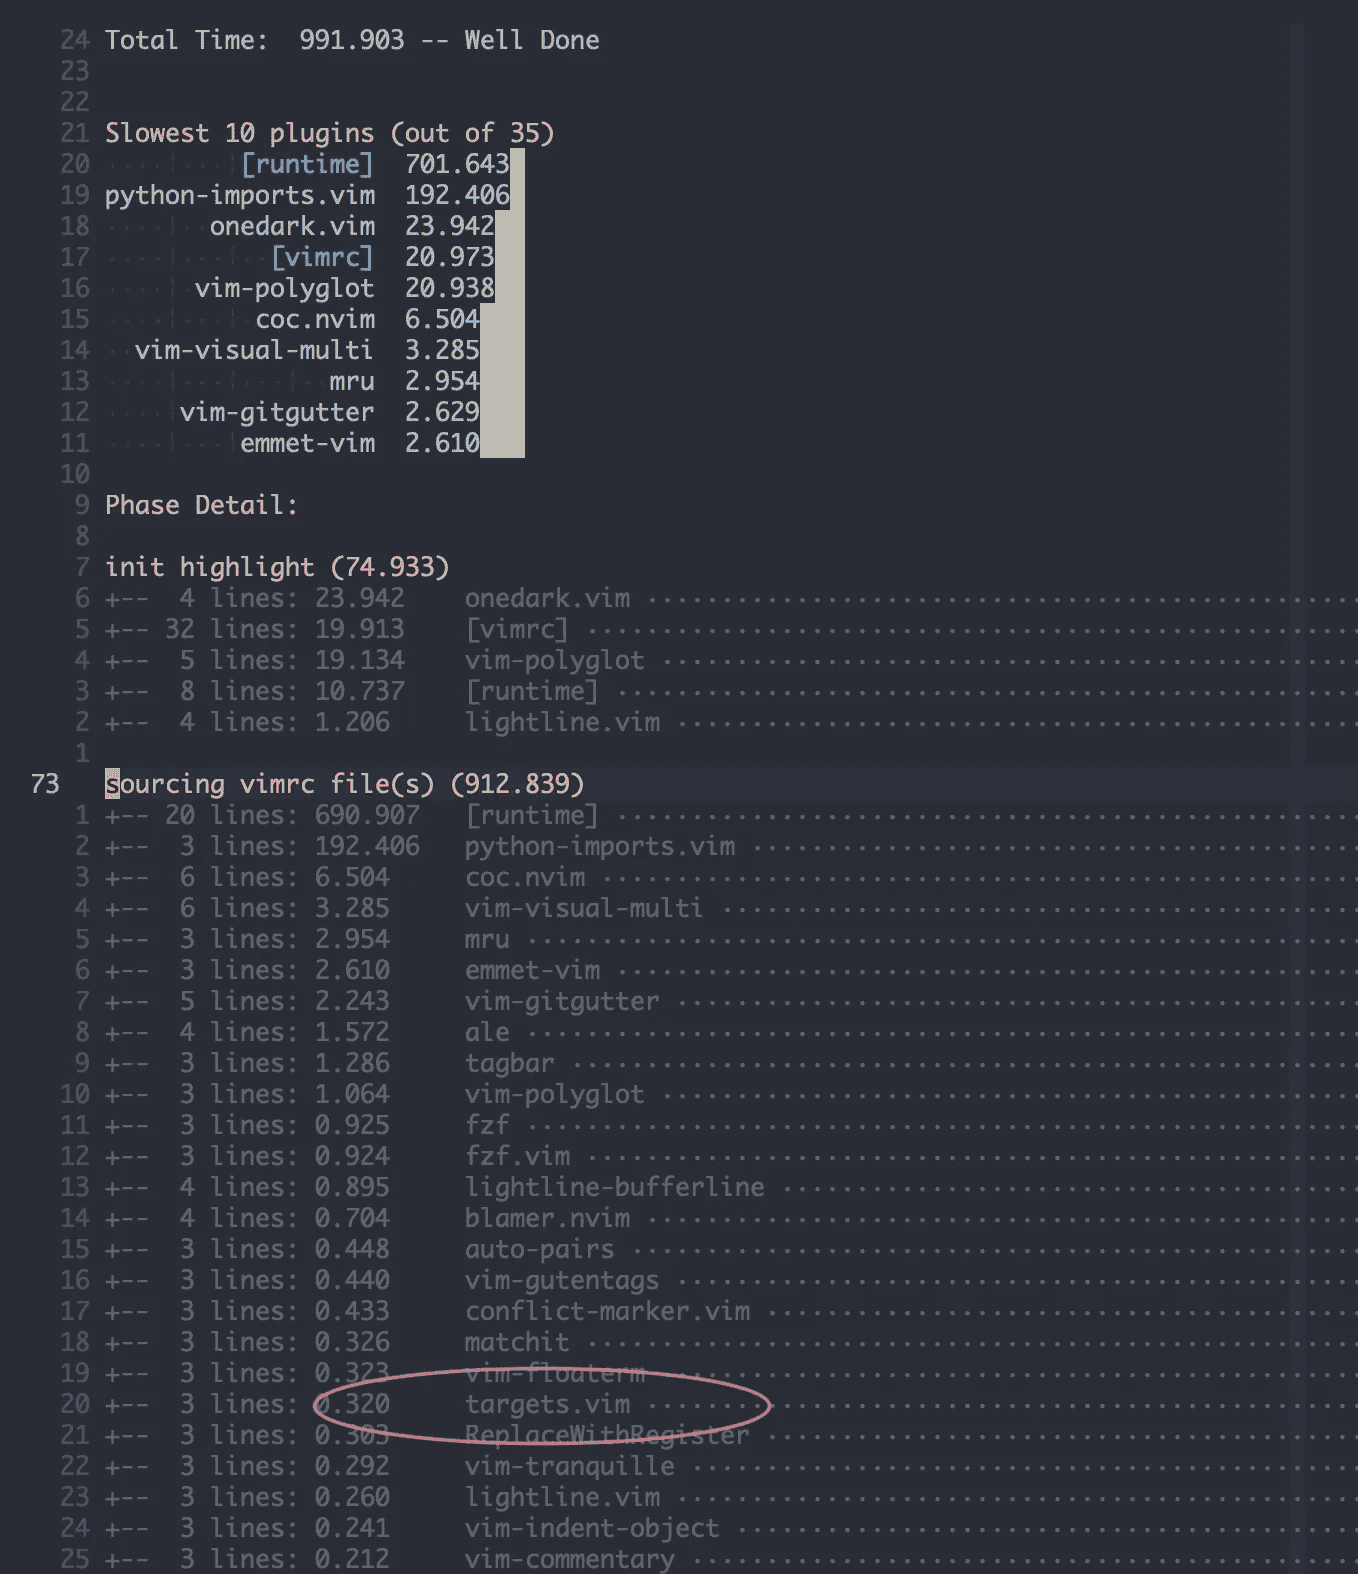 24 Total Time:  991.903 -- Well Done
23
22
21 Slowest 10 plugins (out of 35)
20 [runtime]  701.643
19 python-imports.vim  192.406
18 onedark.vim  23.942
17 [vimrc]  20.973
16 vim-polyglot  20.938
15 coc.nvim  6.504
14 vim-visual-multi  3.285
13 mru  2.954
12 vim-gitgutter  2.629
11 emmet-vim  2.610
10
9 Phase Detail:
8
7 init highlight (74.933)
6 +--  4 lines: 23.942    onedark.vim
5 +-- 32 lines: 19.913    [vimrc]
4 +--  5 lines: 19.134    vim-polyglot
3 +--  8 lines: 10.737    [runtime]
2 +--  4 lines: 1.206     lightline.vim
1
73 sourcing vimrc file(s) (912.839)
1 +-- 20 lines: 690.907   [runtime]
2 +--  3 lines: 192.406   python-imports.vim
3 +--  6 lines: 6.504     coc.nvim
4 +--  6 lines: 3.285     vim-visual-multi
5 +--  3 lines: 2.954     mru
6 +--  3 lines: 2.610     emmet-vim
7 +--  5 lines: 2.243     vim-gitgutter
8 +--  4 lines: 1.572     ale
9 +--  3 lines: 1.286     tagbar
10 +--  3 lines: 1.064     vim-polyglot
11 +--  3 lines: 0.925     fzf
12 +--  3 lines: 0.924     fzf.vim
13 +--  4 lines: 0.895     lightline-bufferline
14 +--  4 lines: 0.704     blamer.nvim
15 +--  3 lines: 0.448     auto-pairs
16 +--  3 lines: 0.440     vim-gutentags
17 +--  3 lines: 0.433     conflict-marker.vim
18 +--  3 lines: 0.326     matchit
19 +--  3 lines: 0.323     vim-floaterm
20 +--  3 lines: 0.320     targets.vim
21 +--  3 lines: 0.303     ReplaceWithRegister
22 +--  3 lines: 0.292     vim-tranquille
23 +--  3 lines: 0.260     lightline.vim
24 +--  3 lines: 0.241     vim-indent-object
25 +--  3 lines: 0.212     vim-commentary